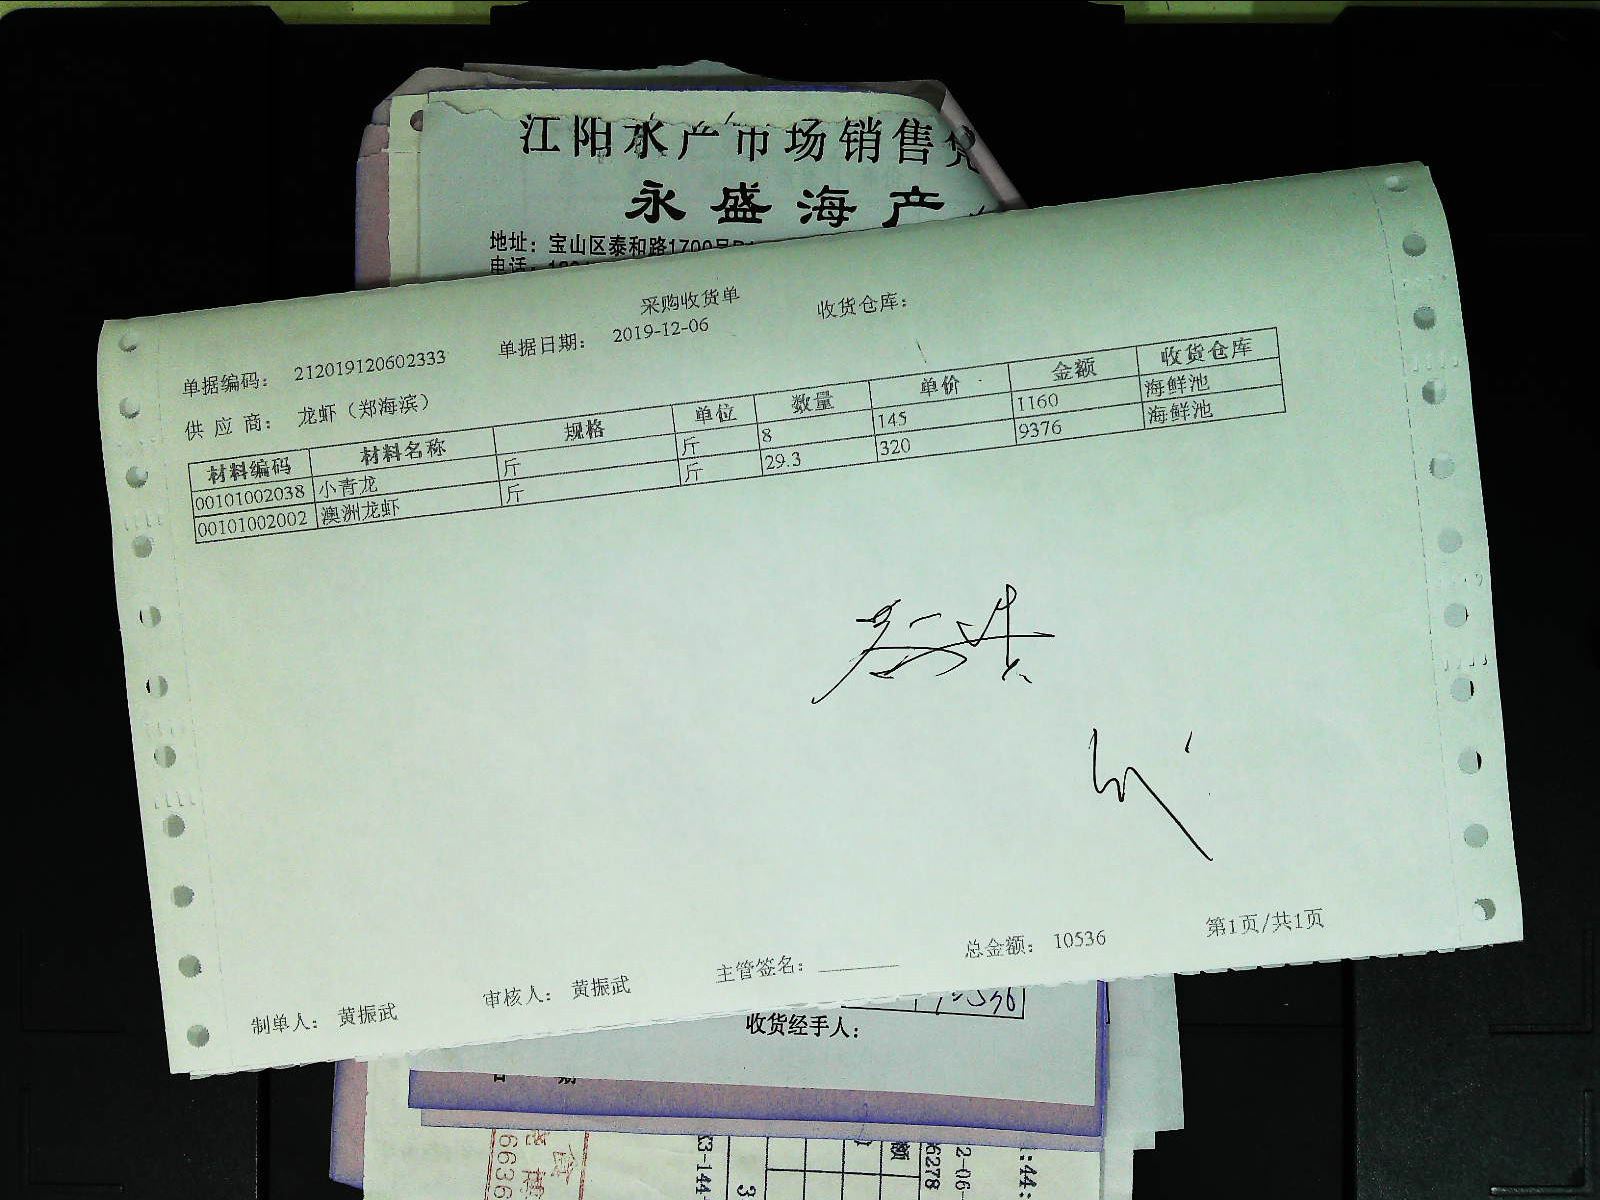 江阳水产市场销售凭
永盛海产
地址：宝山区泰和路1700号
电话：
采购收货单
单据编码： 212019120602333 单据日期： 2019-12-06 收货仓库：
供应商： 龙虾（郑海滨）
材料编码 材料名称 规格 单位 数量 单价 金额 收货仓库
00101002038 小青龙 斤 斤 8 145 1160 海鲜池
00101002002 澳洲龙虾 斤 斤 29.3 320 9376 海鲜池
制单人： 黄振武 审核人： 黄振武 主管签名： 总金额： 10536 第1页/共1页
收货经手人：